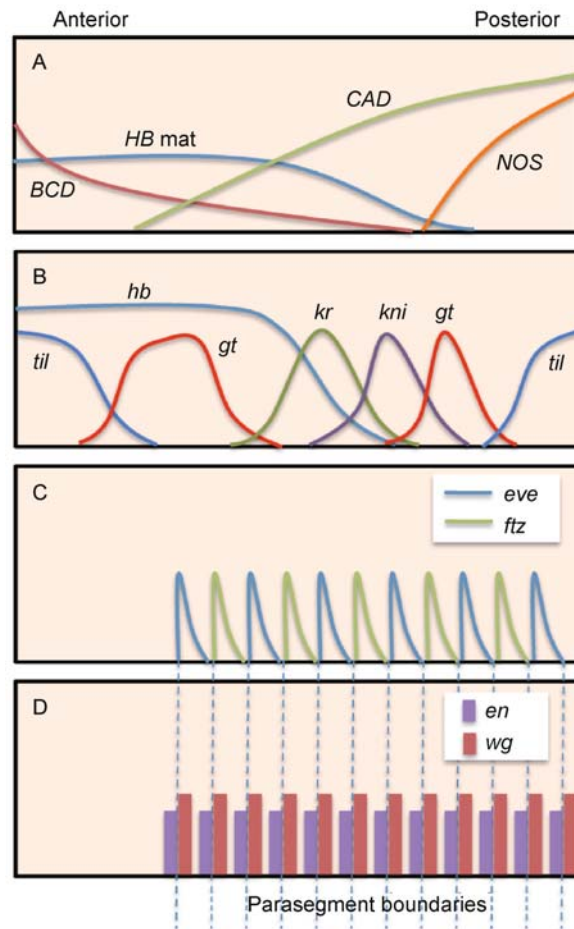 Anterior Posterior
A
CAD
HB mat
NOS
BCD
B
hb
kr kni gt
til gt til
C
eve
ftz
D
en
wg
Parasegment boundaries